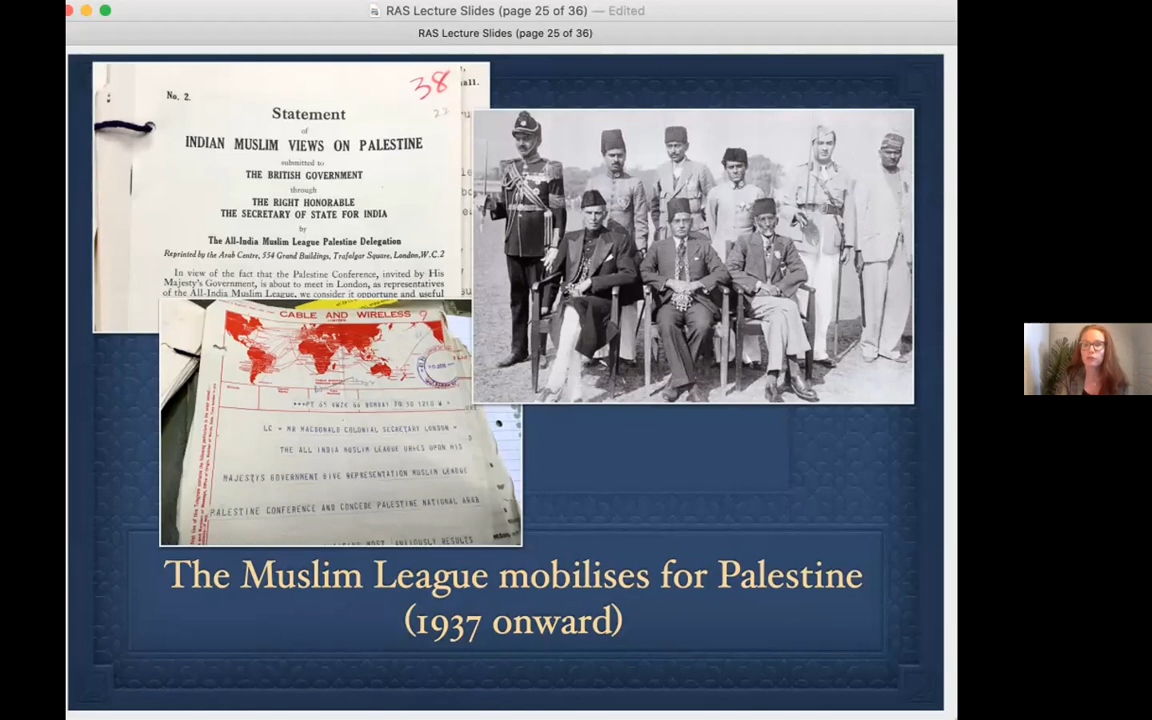 RAS Lecture Slides (page 25 of 36) — Edited
RAS Lecture Slides (page 25 of 36)
38
22
all.
No. 2.
Statement
of
INDIAN MUSLIM VIEWS ON PALESTINE
submitted to
THE BRITISH GOVERNMENT
through
THE RIGHT HONORABLE
THE SECRETARY OF STATE FOR INDIA
by
The All-India Muslim League Palestine Delegation
Reprinted by the Arab Centre, 554 Grand Buildings, Trafalgar Square, London, W.C.2
In view of the fact that the Palestine Conference, invited by His
Majesty's Government, is about to meet in London, as representatives
of the All-India Muslim League, we consider it opportune and useful
CABLE AND WIRELESS
9
BOMBAY
LC = MR MACDONALD COLONIAL SECRETARY LONDON =
THE ALL INDIA MUSLIM LEAGUE URGES UPON HIS
MAJESTYS GOVERNMENT GIVE REPRESENTATION MUSLIM LEAGUE
PALESTINE CONFERENCE AND CONCEDE PALESTINE NATIONAL ARAB
RESULTS
The Muslim League mobilises for Palestine
(1937 onward)